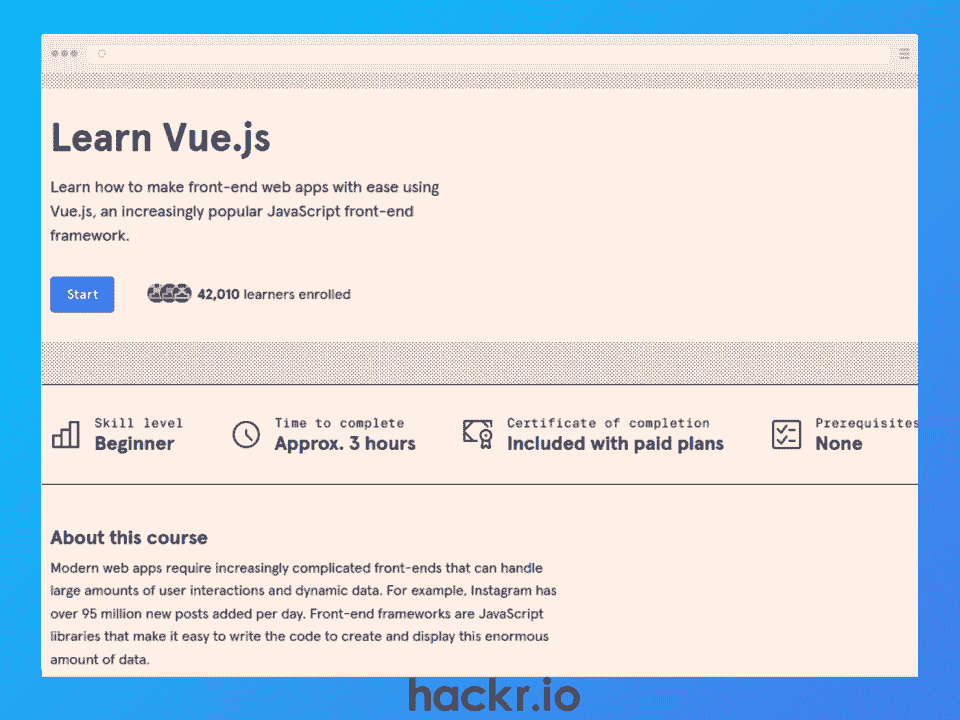 Learn Vue.js
Learn how to make front-end web apps with ease using
Vue.js, an increasingly popular JavaScript front-end
framework.
Start
42,010 learners enrolled
Skill level
Beginner
Time to complete
Approx. 3 hours
Certificate of completion
Included with paid plans
Prerequisites
None
About this course
Modern web apps require increasingly complicated front-ends that can handle
large amounts of user interactions and dynamic data. For example, Instagram has
over 95 million new posts added per day. Front-end frameworks are JavaScript
libraries that make it easy to write the code to create and display this enormous
amount of data.
hackr.io